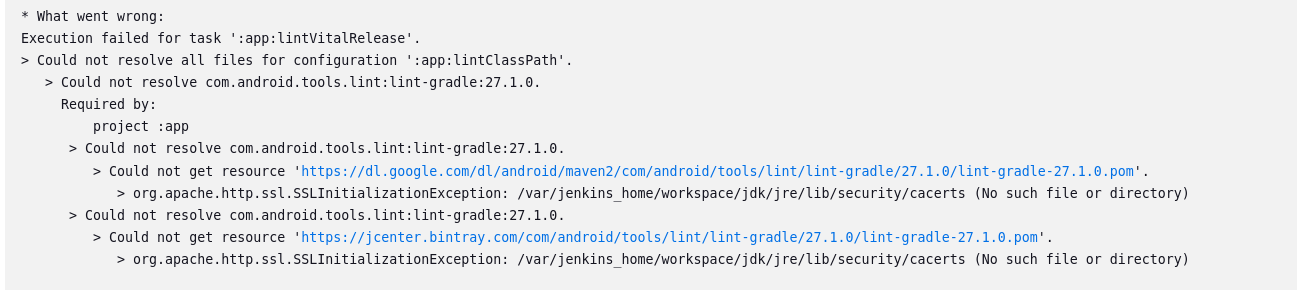 * What went wrong:
Execution failed for task ':app:lintVitalRelease'.
> Could not resolve all files for configuration ':app:lintClassPath'.
> Could not resolve com.android.tools.lint:lint-gradle:27.1.0.
Required by:
project :app
> Could not resolve com.android.tools.lint:lint-gradle:27.1.0.
> Could not get resource 'https://dl.google.com/dl/android/maven2/com/android/tools/lint/lint-gradle/27.1.0/lint-gradle-27.1.0.pom'.
> org.apache.http.ssl.SSLInitializationException: /var/jenkins_home/workspace/jdk/jre/lib/security/cacerts (No such file or directory)
> Could not resolve com.android.tools.lint:lint-gradle:27.1.0.
> Could not get resource 'https://jcenter.bintray.com/com/android/tools/lint/lint-gradle/27.1.0/lint-gradle-27.1.0.pom'.
> org.apache.http.ssl.SSLInitializationException: /var/jenkins_home/workspace/jdk/jre/lib/security/cacerts (No such file or directory)